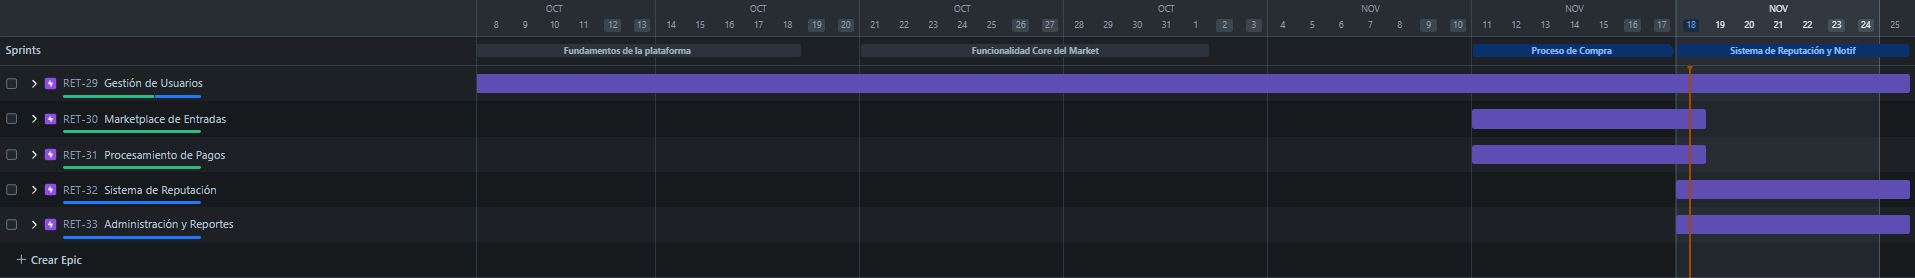 OCT OCT OCT OCT NOV NOV NOV
8 9 10 11 12 13 14 15 16 17 18 19 20 21 22 23 24 25 26 27 28 29 30 31 1 2 3 4 5 6 7 8 9 10 11 12 13 14 15 16 17 18 19 20 21 22 23 24 25
Sprints Fundamentos de la plataforma Funcionalidad Core del Market Proceso de Compra Sistema de Reputación y Notif
RET-29 Gestión de Usuarios
RET-30 Marketplace de Entradas
RET-31 Procesamiento de Pagos
RET-32 Sistema de Reputación
RET-33 Administración y Reportes
+ Crear Epic